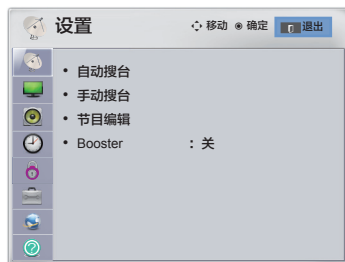 设置
移动 确定 退出
• 自动搜台
• 手动搜台
• 节目编辑
• Booster : 关